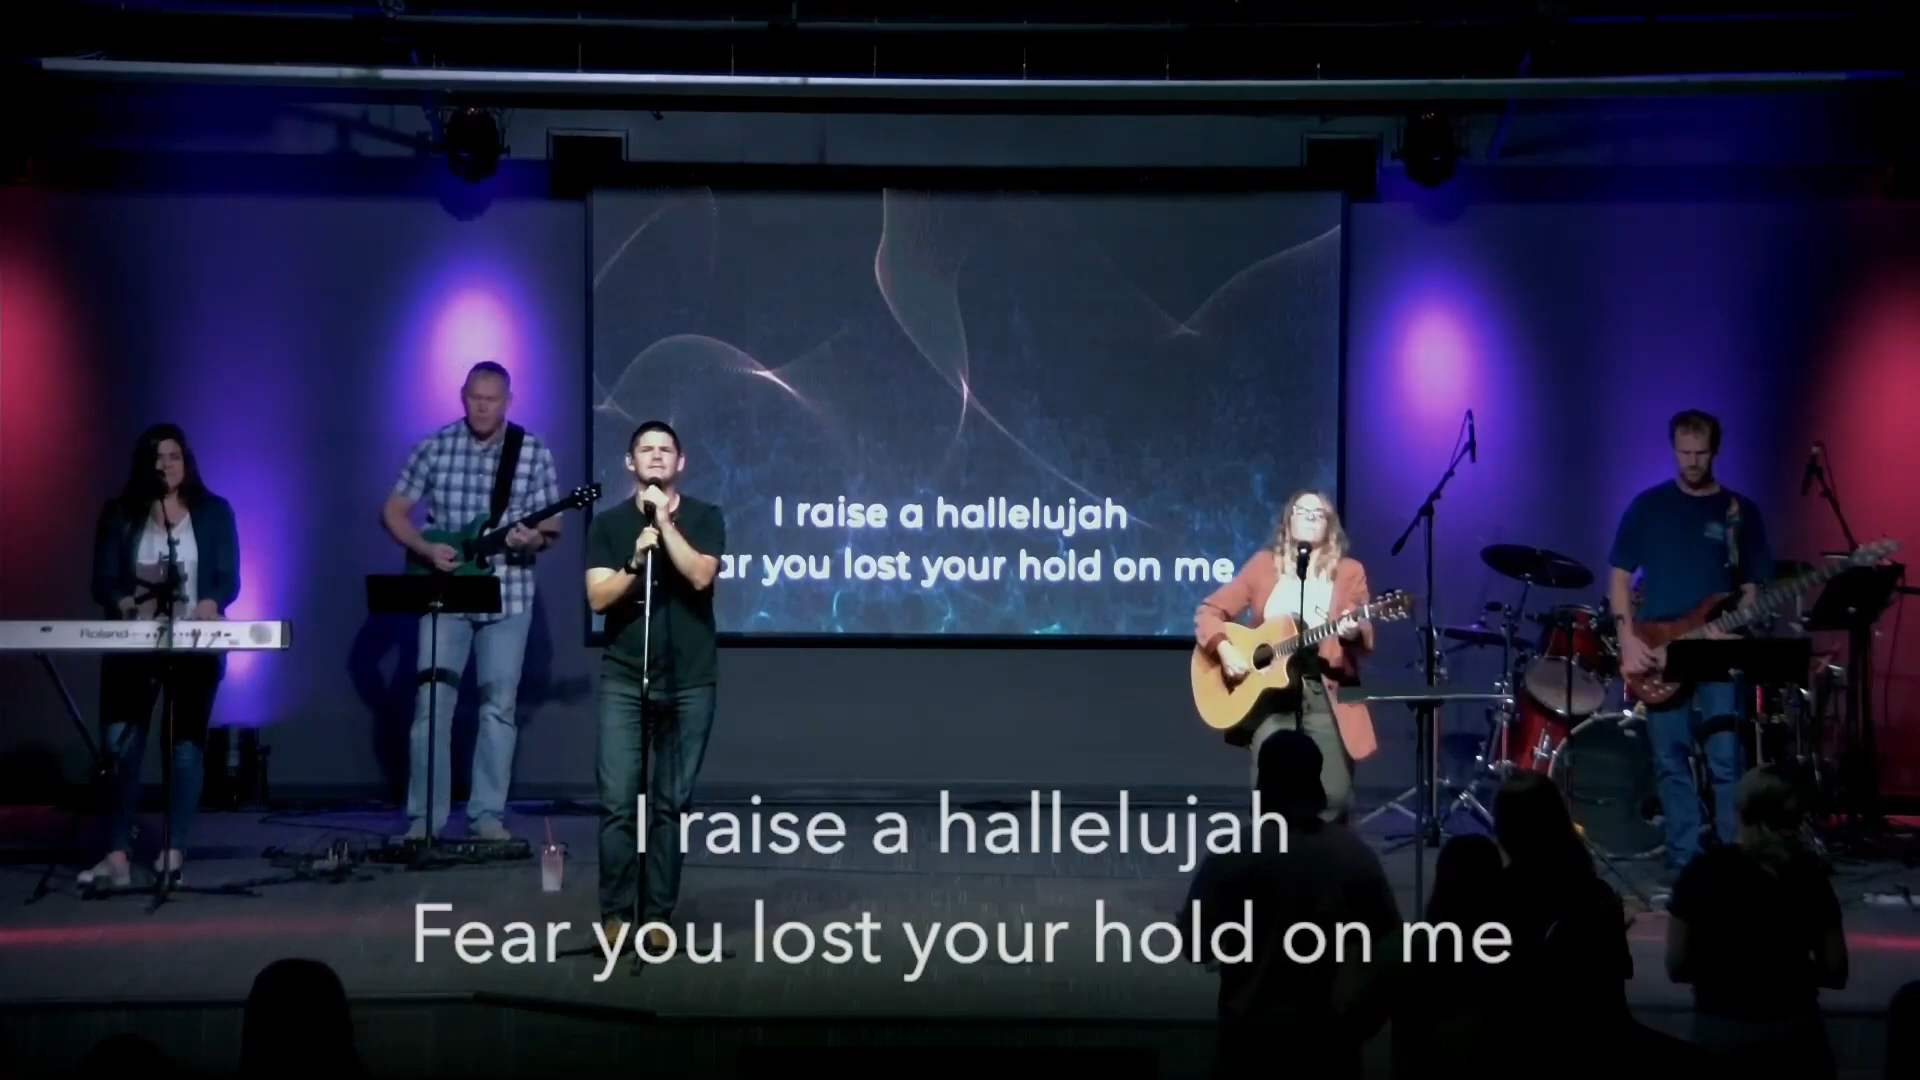 I raise a hallelujah
ar you lost your hold on me
Roland
I raise a hallelujah
Fear you lost your hold on me